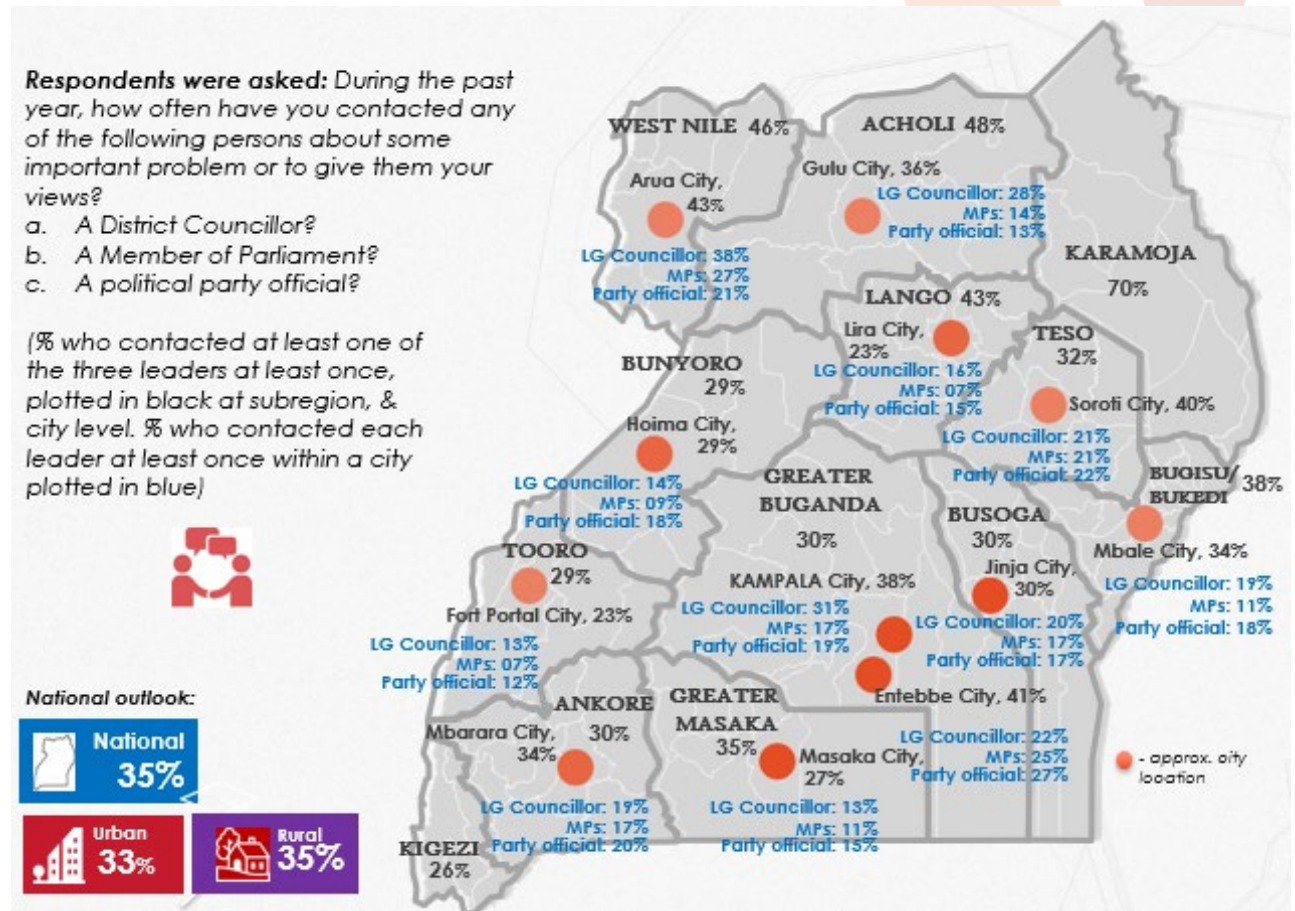 Respondents were asked: During the past
year, how often have you contacted any
of the following persons about some
important problem or to give them your
views?
a. A District Councillor?
b. A Member of Parliament?
c. A political party official?
(% who contacted at least one of
the three leaders at least once,
plotted in black at subregion, &
city level. % who contacted each
leader at least once within a city
plotted in blue)
National outlook:
National
35%
Urban
33%
Rural
35%
WEST NILE 46%
Arua City,
43%
LG Councillor: 38%
MPs: 27%
Party official: 21%
ACHOLI 48%
Gulu City, 36%
LG Councillor: 28%
MPs: 14%
Party official: 13%
KARAMOJA
70%
LANGO 43%
Lira City,
23%
LG Councillor: 16%
MPs: 07%
Party official: 15%
TESO
32%
Soroti City, 40%
LG Councillor: 21%
MPs: 21%
Party official: 22%
BUNYORO
29%
Hoima City,
29%
LG Councillor: 14%
MPs: 09%
Party official: 18%
GREATER
BUGANDA
30%
KAMPALA City, 38%
LG Councillor: 31%
MPs: 17%
Party official: 19%
Entebbe City, 41%
LG Councillor: 22%
MPs: 25%
Party official: 27%
BUSOGA
30%
Jinja City,
30%
LG Councillor: 20%
MPs: 17%
Party official: 17%
BUGISU/
BUKEDI
38%
Mbale City, 34%
LG Councillor: 19%
MPs: 11%
Party official: 18%
TOORO
29%
Fort Portal City, 23%
LG Councillor: 13%
MPs: 07%
Party official: 12%
ANKORE
30%
Mbarara City,
34%
LG Councillor: 19%
MPs: 17%
Party official: 20%
GREATER
MASAKA
35%
Masaka City,
27%
LG Councillor: 13%
MPs: 11%
Party official: 15%
KIGEZI
26%
- approx. city
location